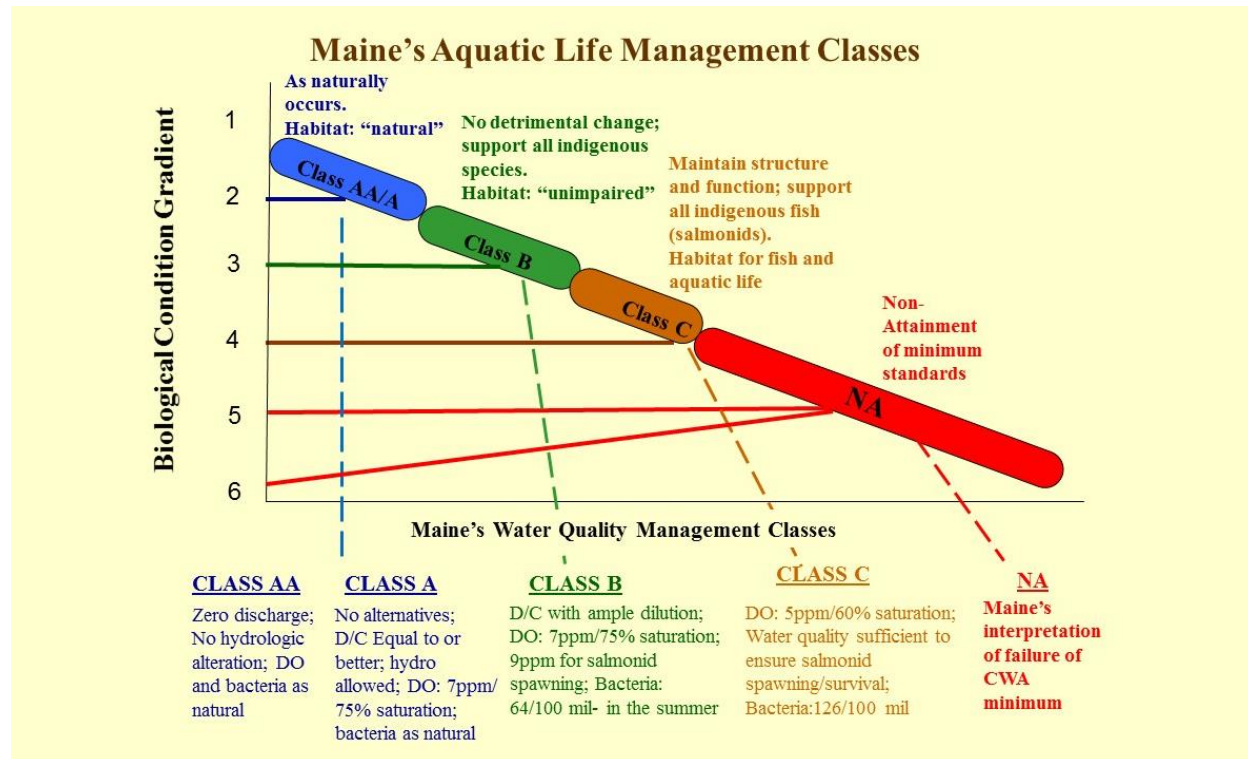 Maine's Aquatic Life Management Classes
As naturally
occurs.
Habitat: “natural”
No detrimental change;
support all indigenous
species.
Habitat: “unimpaired”
Maintain structure
and function; support
all indigenous fish
(salmonids).
Habitat for fish and
aquatic life
Non-
Attainment
of minimum
standards
Biological Condition Gradient
1
2
3
4
5
6
Class AA/A
Class B
Class C
NA
Maine's Water Quality Management Classes
CLASS AA
Zero discharge;
No hydrologic
alteration; DO
and bacteria as
natural
CLASS A
No alternatives;
D/C Equal to or
better; hydro
allowed; DO: 7ppm/
75% saturation;
bacteria as natural
CLASS B
D/C with ample dilution;
DO: 7ppm/75% saturation;
9ppm for salmonid
spawning; Bacteria:
64/100 mil- in the summer
CLASS C
DO: 5ppm/60% saturation;
Water quality sufficient to
ensure salmonid
spawning/survival;
Bacteria:126/100 mil
NA
Maine's
interpretation
of failure of
CWA
minimum